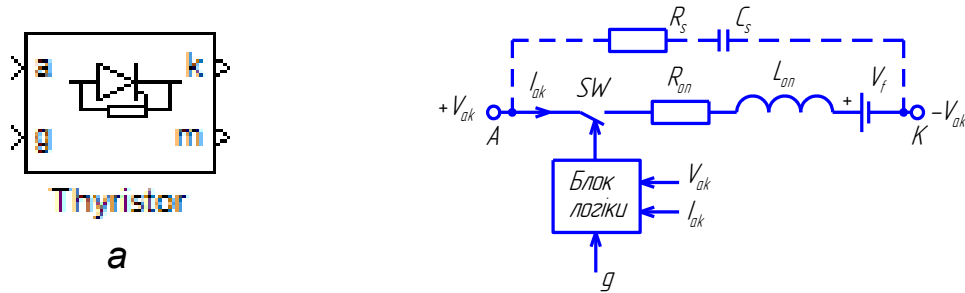 a k
g m
Thyristor
а
R_s C_s
I_ak SW R_on L_on V_f
+V_ak + −V_ak
A K
Блок
логіки
V_ak
I_ak
g